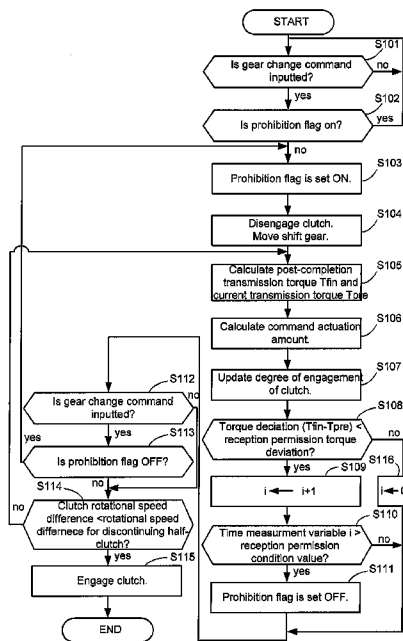 START
S101
Is gear change command
inputted?
no
yes
S102
Is prohibition flag on?
yes
no
S103
Prohibition flag is set ON.
S104
Disengage clutch.
Move shift gear.
S105
Calculate post-completion
transmission torque Tfin and
current transmission torque Tpre
S106
Calculate command actuation
amount.
S107
Update degree of engagement
of clutch.
S108
Torque deviation (Tfin-Tpre) <
reception permission torque
deviation?
no
yes
S109
i ← i+1
S116
i ← 0
S110
Time measurment variable i >
reception permission
condition value?
no
yes
S111
Prohibition flag is set OFF.
S112
Is gear change command
inputted?
no
yes
S113
yes
Is prohibition flag OFF?
no
S114
no
Clutch rotational speed
difference <rotational speed
differnece for discontinuing half-
clutch?
yes
S115
Engage clutch.
END